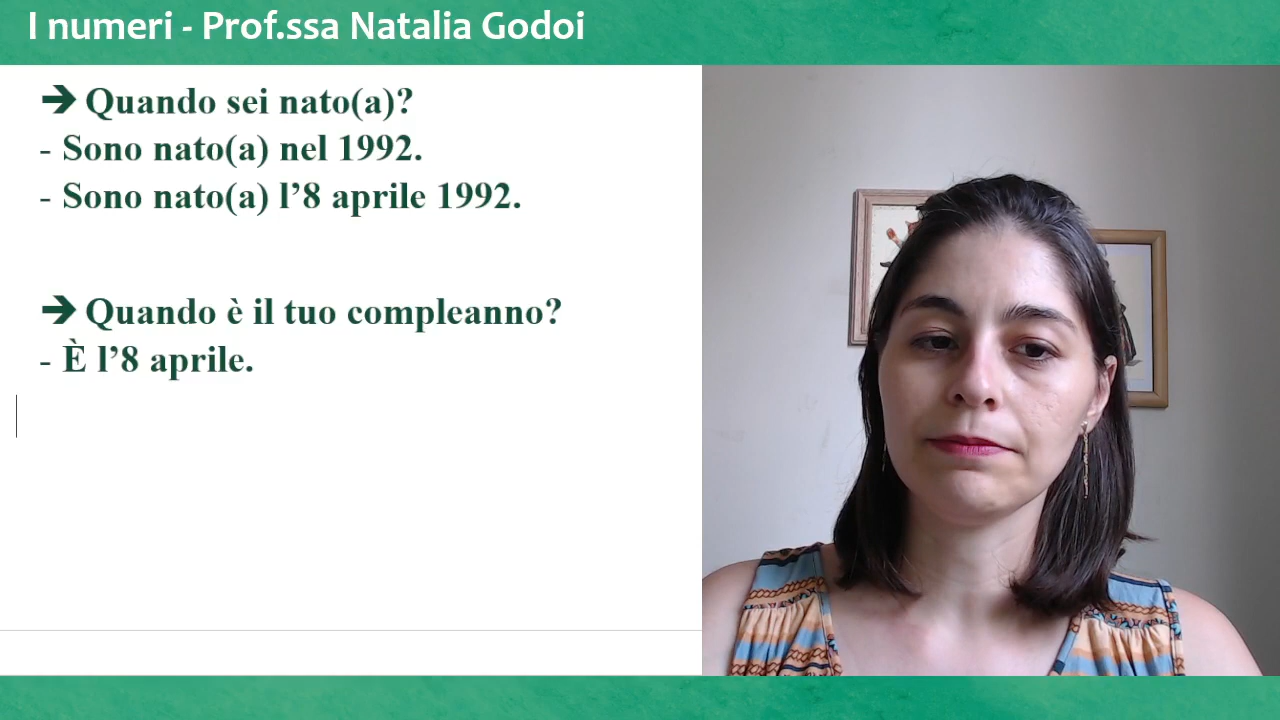 I numeri - Prof.ssa Natalia Godoi
➔ Quando sei nato(a)?
- Sono nato(a) nel 1992.
- Sono nato(a) l’8 aprile 1992.
➔ Quando è il tuo compleanno?
- È l’8 aprile.